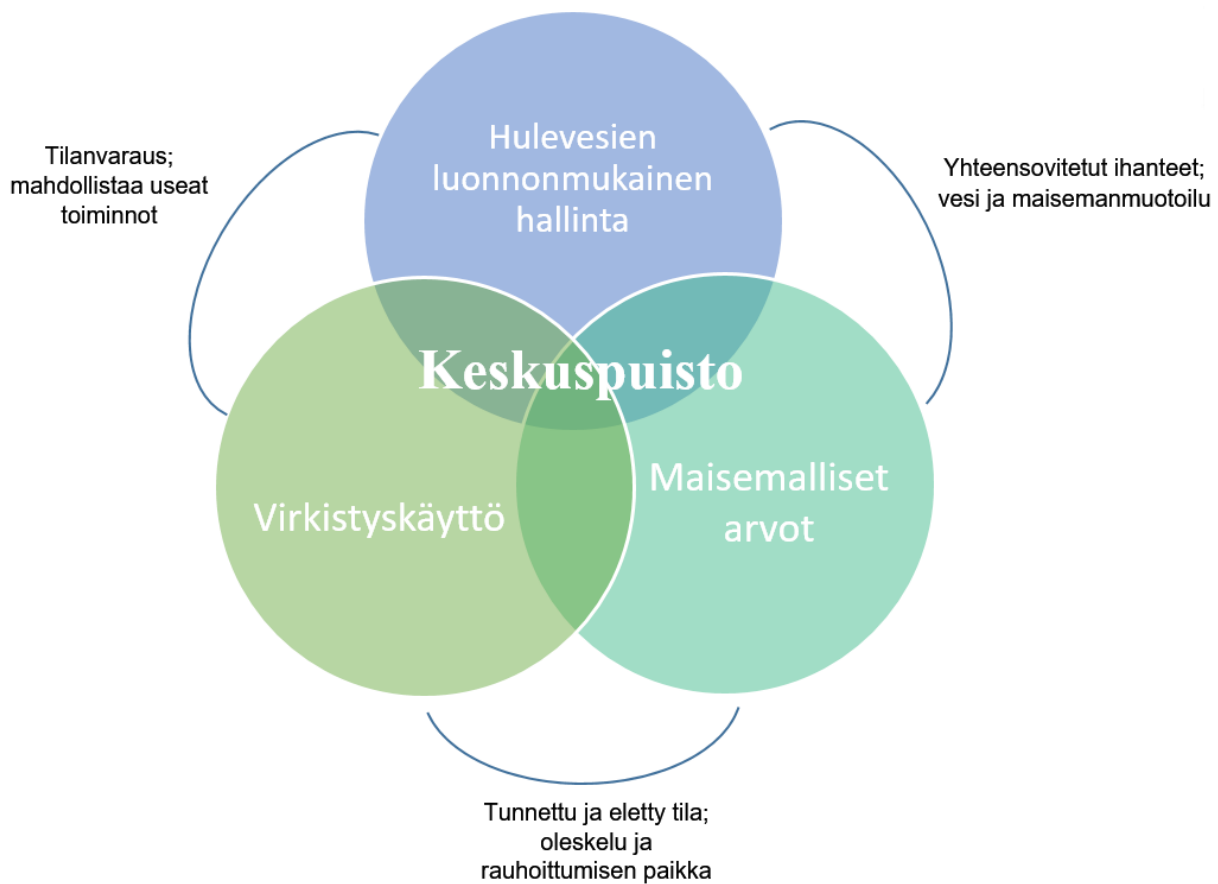 Hulevesien
luonnonmukainen
hallinta
Tilanvaraus;
mahdollistaa useat
toiminnot
Yhteensovitetut ihanteet;
vesi ja maisemanmuotoilu
Keskuspuisto
Virkistyskäyttö
Maisemalliset
arvot
Tunnettu ja eletty tila;
oleskelu ja
rauhoittumisen paikka